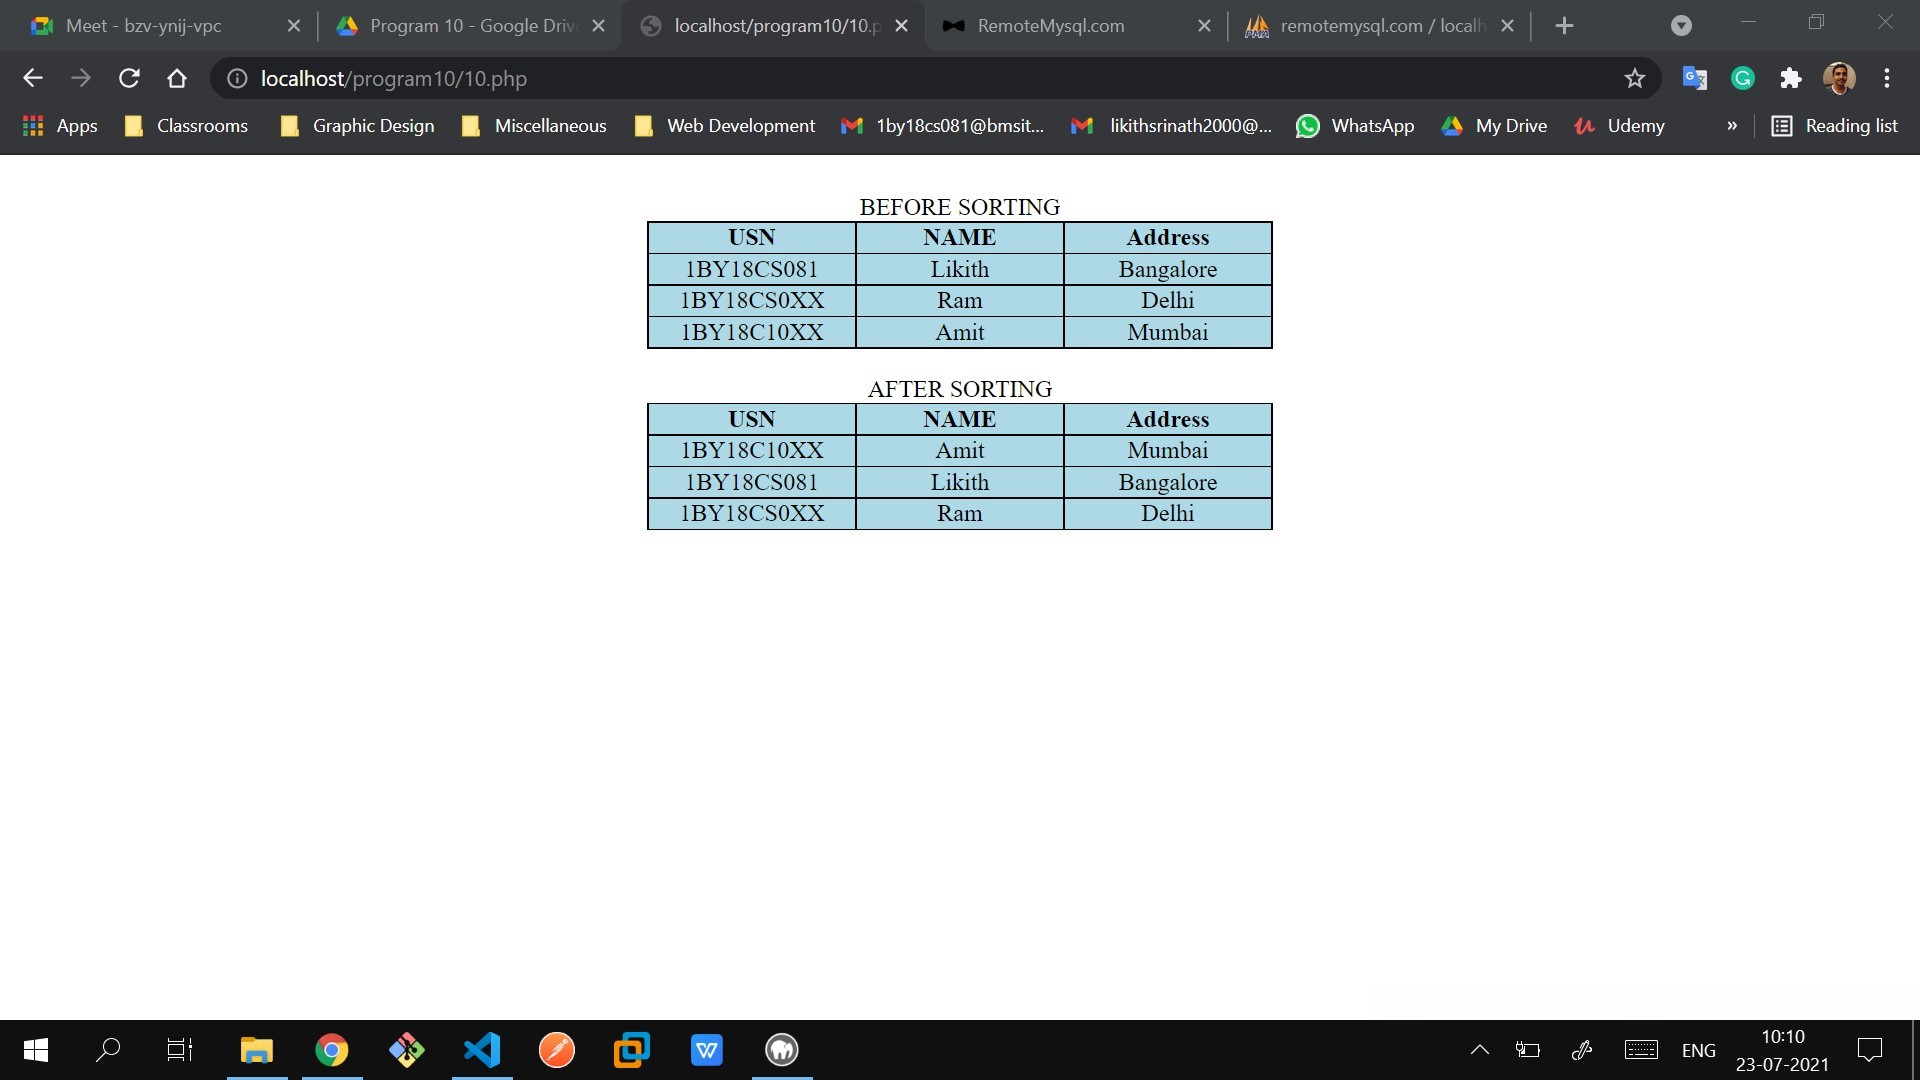 Meet - bzv-ynij-vpc Program 10 - Google Drive localhost/program10/10.p RemoteMysql.com remotemysql.com / localh
localhost/program10/10.php
Apps Classrooms Graphic Design Miscellaneous Web Development 1by18cs081@bmsit... likithsrinath2000@... WhatsApp My Drive Udemy » Reading list
BEFORE SORTING
USN NAME Address
1BY18CS081 Likith Bangalore
1BY18CS0XX Ram Delhi
1BY18C10XX Amit Mumbai
AFTER SORTING
USN NAME Address
1BY18C10XX Amit Mumbai
1BY18CS081 Likith Bangalore
1BY18CS0XX Ram Delhi
ENG 10:10
23-07-2021